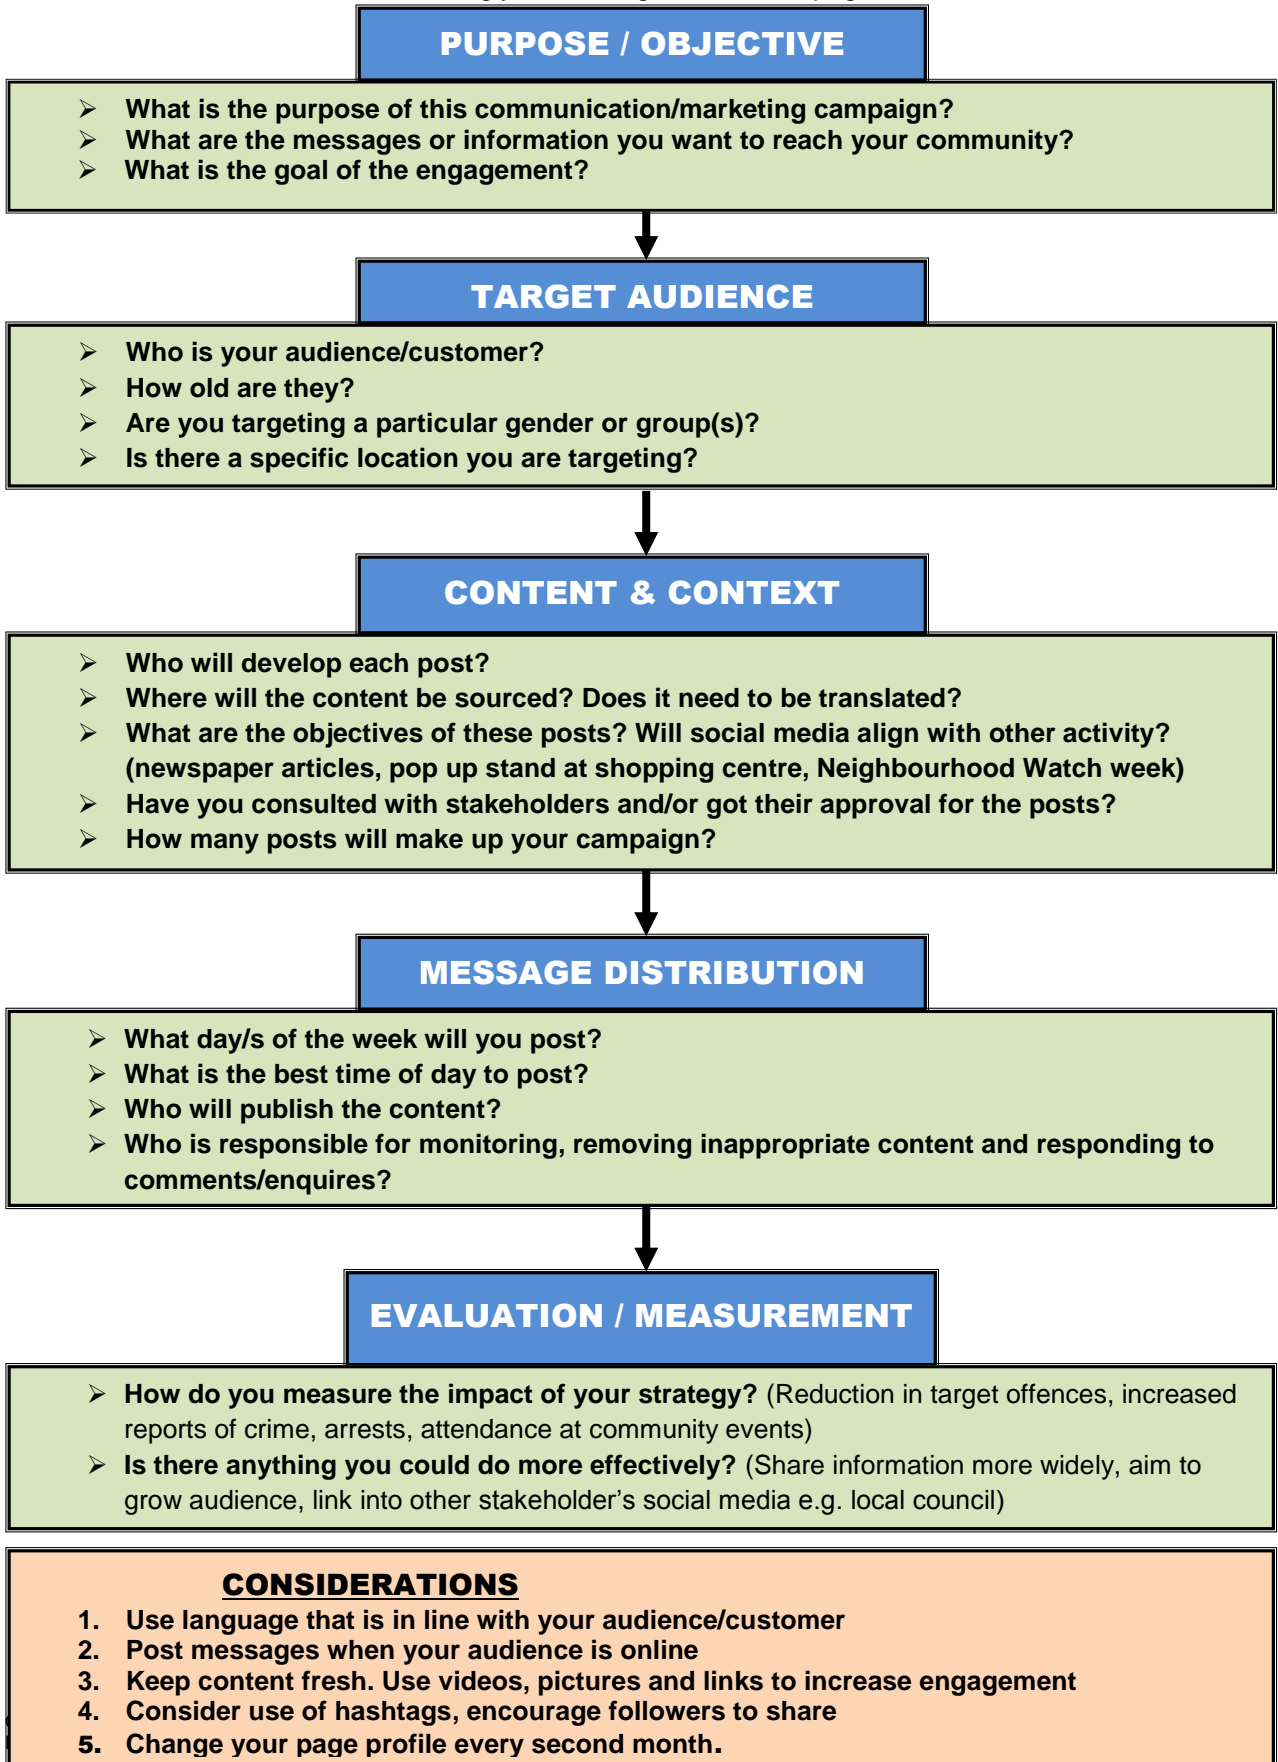 PURPOSE / OBJECTIVE
➢ What is the purpose of this communication/marketing campaign?
➢ What are the messages or information you want to reach your community?
➢ What is the goal of the engagement?
TARGET AUDIENCE
➢ Who is your audience/customer?
➢ How old are they?
➢ Are you targeting a particular gender or group(s)?
➢ Is there a specific location you are targeting?
CONTENT & CONTEXT
➢ Who will develop each post?
➢ Where will the content be sourced? Does it need to be translated?
➢ What are the objectives of these posts? Will social media align with other activity?
(newspaper articles, pop up stand at shopping centre, Neighbourhood Watch week)
➢ Have you consulted with stakeholders and/or got their approval for the posts?
➢ How many posts will make up your campaign?
MESSAGE DISTRIBUTION
➢ What day/s of the week will you post?
➢ What is the best time of day to post?
➢ Who will publish the content?
➢ Who is responsible for monitoring, removing inappropriate content and responding to
comments/enquires?
EVALUATION / MEASUREMENT
➢ How do you measure the impact of your strategy? (Reduction in target offences, increased
reports of crime, arrests, attendance at community events)
➢ Is there anything you could do more effectively? (Share information more widely, aim to
grow audience, link into other stakeholder’s social media e.g. local council)
CONSIDERATIONS
1. Use language that is in line with your audience/customer
2. Post messages when your audience is online
3. Keep content fresh. Use videos, pictures and links to increase engagement
4. Consider use of hashtags, encourage followers to share
5. Change your page profile every second month.